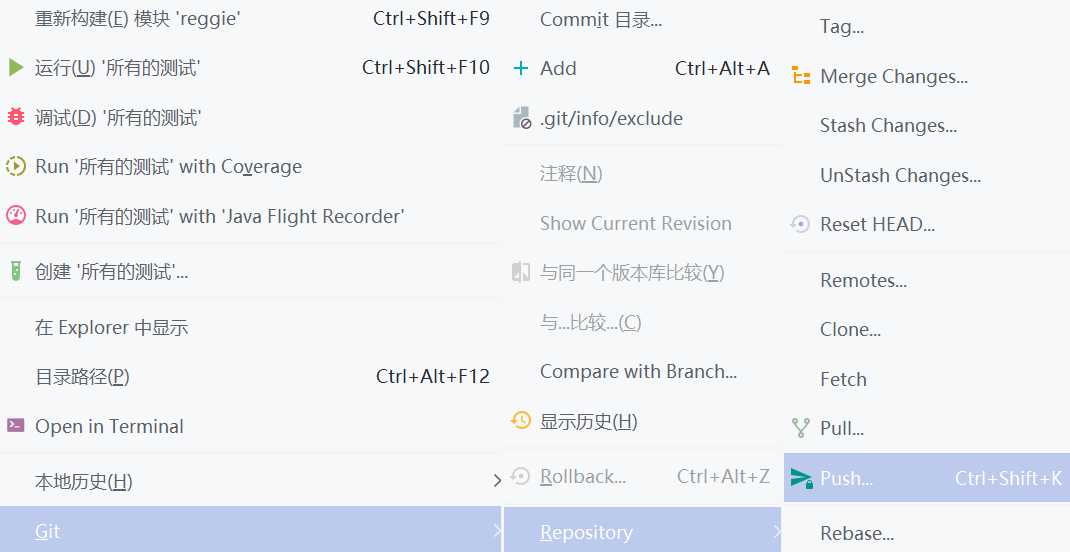 重新构建(E) 模块 'reggie' Ctrl+Shift+F9
运行(U) '所有的测试' Ctrl+Shift+F10
调试(D) '所有的测试'
Run '所有的测试' with Coverage
Run '所有的测试' with 'Java Flight Recorder'
创建 '所有的测试'...
在 Explorer 中显示
目录路径(P) Ctrl+Alt+F12
Open in Terminal
本地历史(H)
Git
Commit 目录...
Add Ctrl+Alt+A
.git/info/exclude
注释(N)
Show Current Revision
与同一个版本库比较(Y)
与...比较...(C)
Compare with Branch...
显示历史(H)
Rollback... Ctrl+Alt+Z
Repository
Tag...
Merge Changes...
Stash Changes...
UnStash Changes...
Reset HEAD...
Remotes...
Clone...
Fetch
Pull...
Push... Ctrl+Shift+K
Rebase...